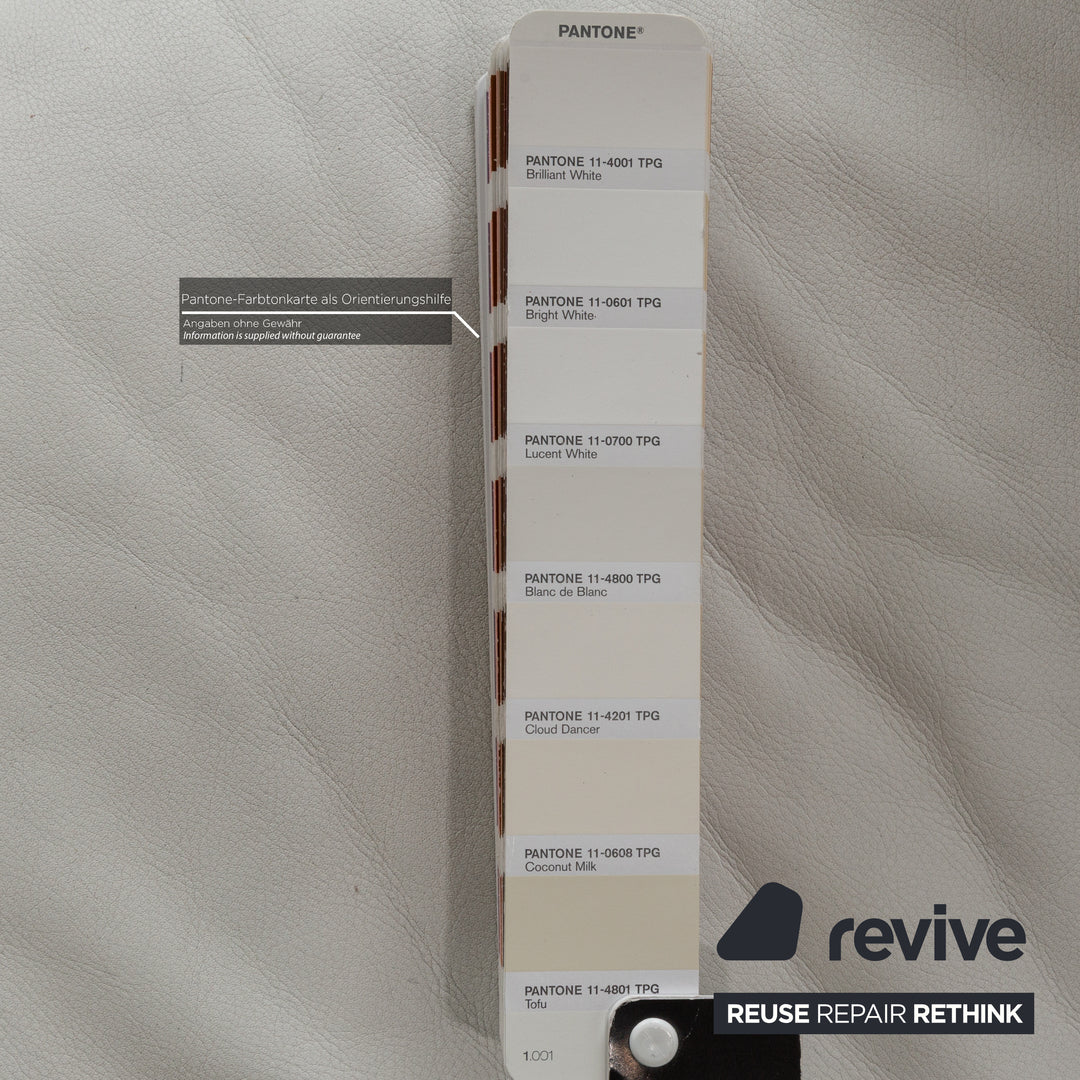 PANTONE®
PANTONE 11-4001 TPG
Brilliant White
PANTONE 11-0601 TPG
Bright White
PANTONE 11-0700 TPG
Lucent White
PANTONE 11-4800 TPG
Blanc de Blanc
PANTONE 11-4201 TPG
Cloud Dancer
PANTONE 11-0608 TPG
Coconut Milk
PANTONE 11-4801 TPG
Tofu
1.001
Pantone-Farbtonkarte als Orientierungshilfe
Angaben ohne Gewähr
Information is supplied without guarantee
revive
REUSE REPAIR RETHINK